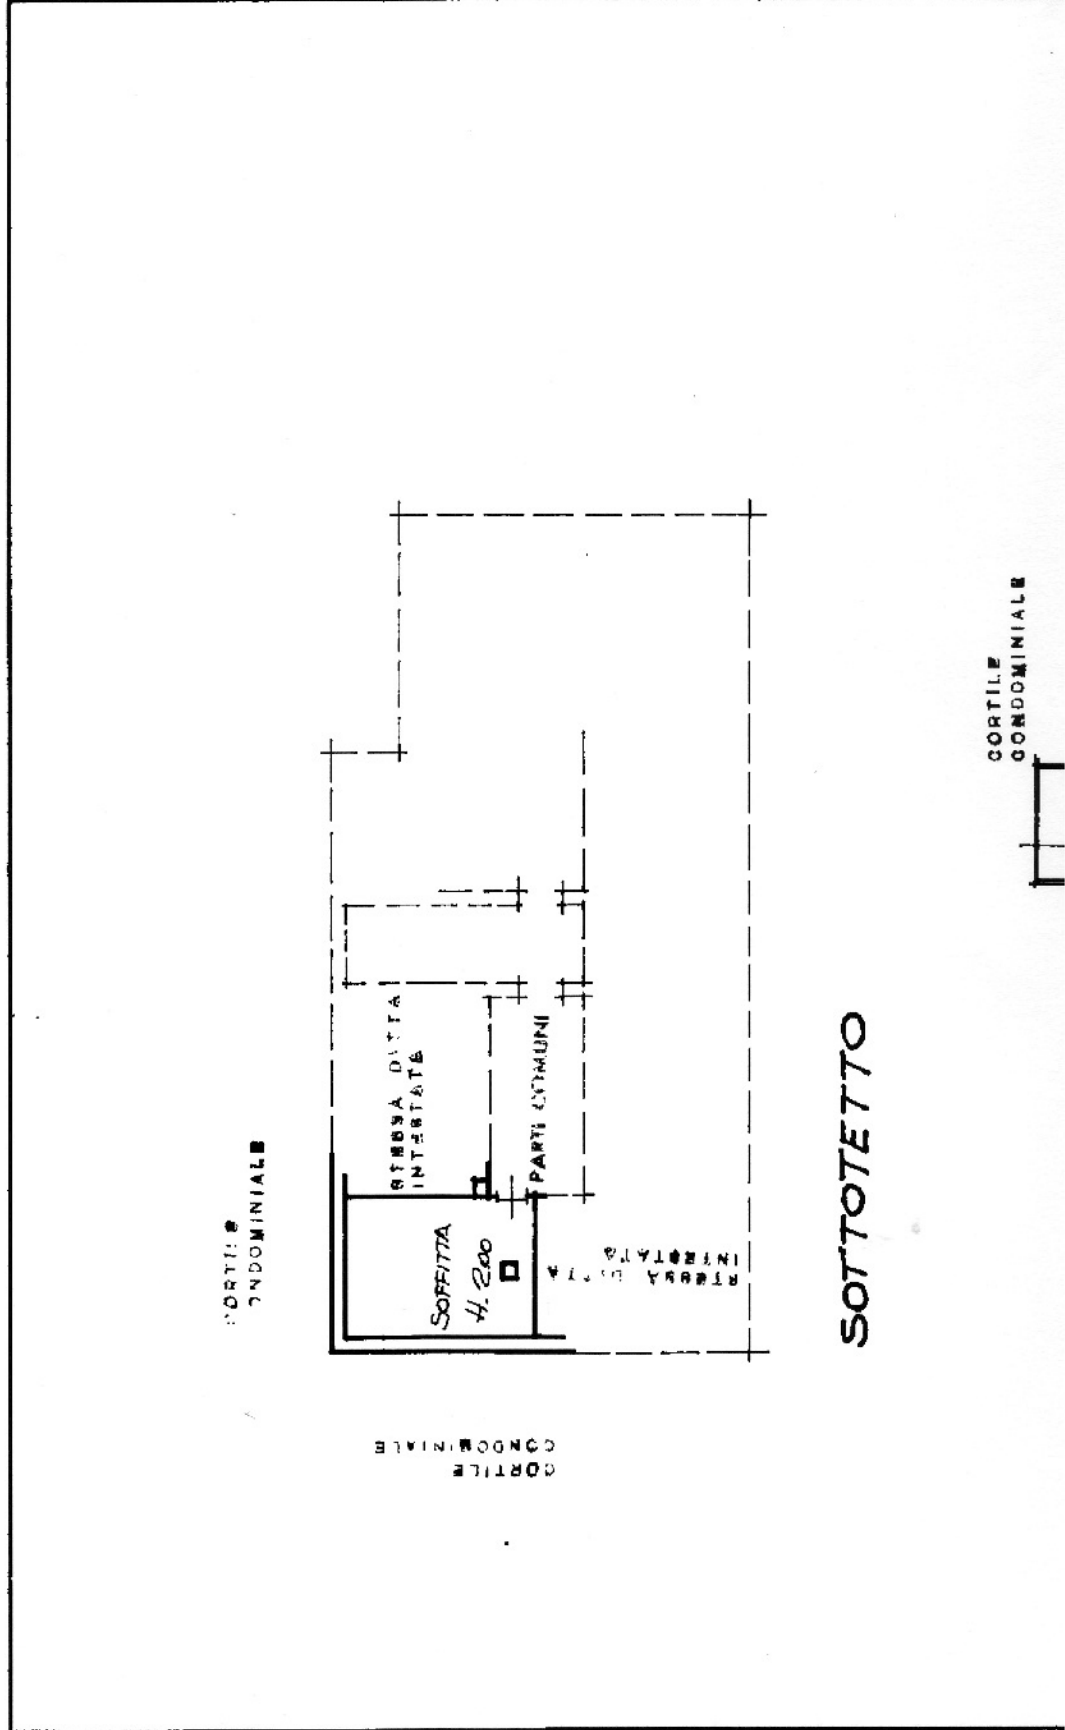 CORTILE
CONDOMINIALE
STESSA DITTA
INTESTATA
PARTI COMUNI
SOFFITTA
H. 2.00
STESSA DITTA
INTESTATA
CORTILE
CONDOMINIALE
SOTTOTETTO
CORTILE
CONDOMINIALE